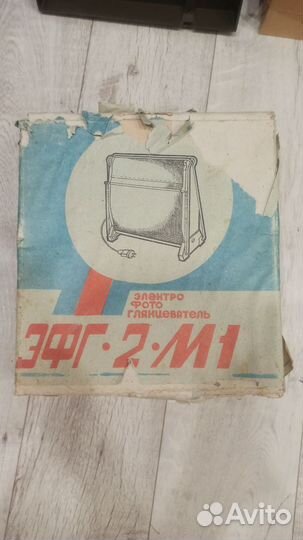 электро
фото
глянцеватель
ЭФГ·2·М1
Avito